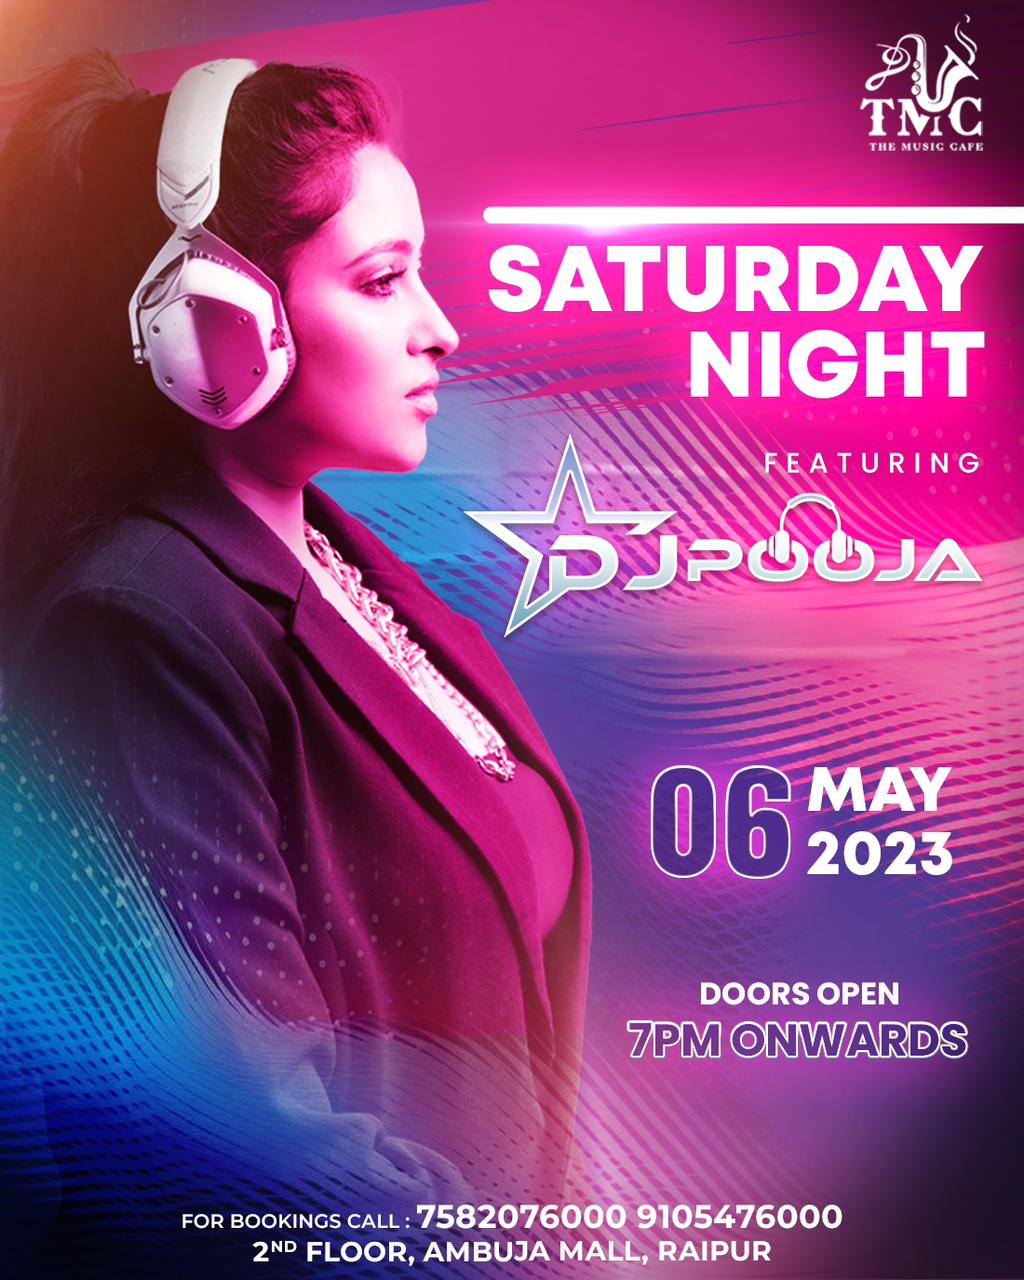 TMC
THE MUSIC CAFE
SATURDAY
NIGHT
FEATURING
DJ POOJA
06 MAY
2023
DOORS OPEN
7PM ONWARDS
FOR BOOKINGS CALL : 7582076000 9105476000
2ND FLOOR, AMBUJA MALL, RAIPUR